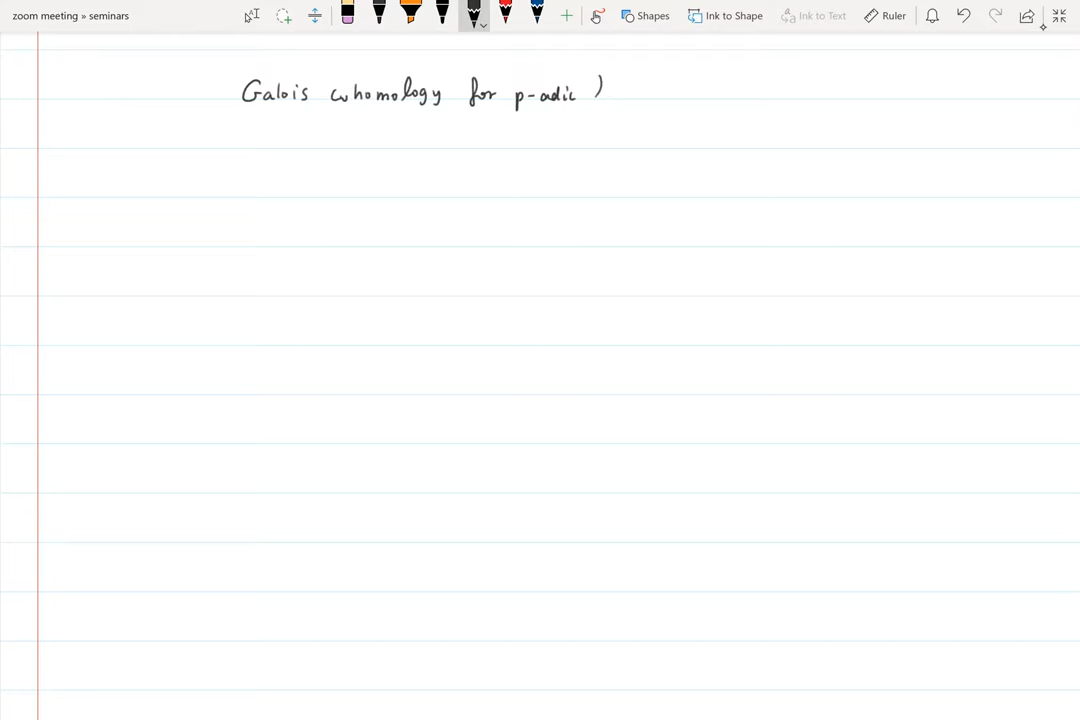 zoom meeting » seminars
Shapes Ink to Shape Ink to Text Ruler
Galois cohomology for p-adic )